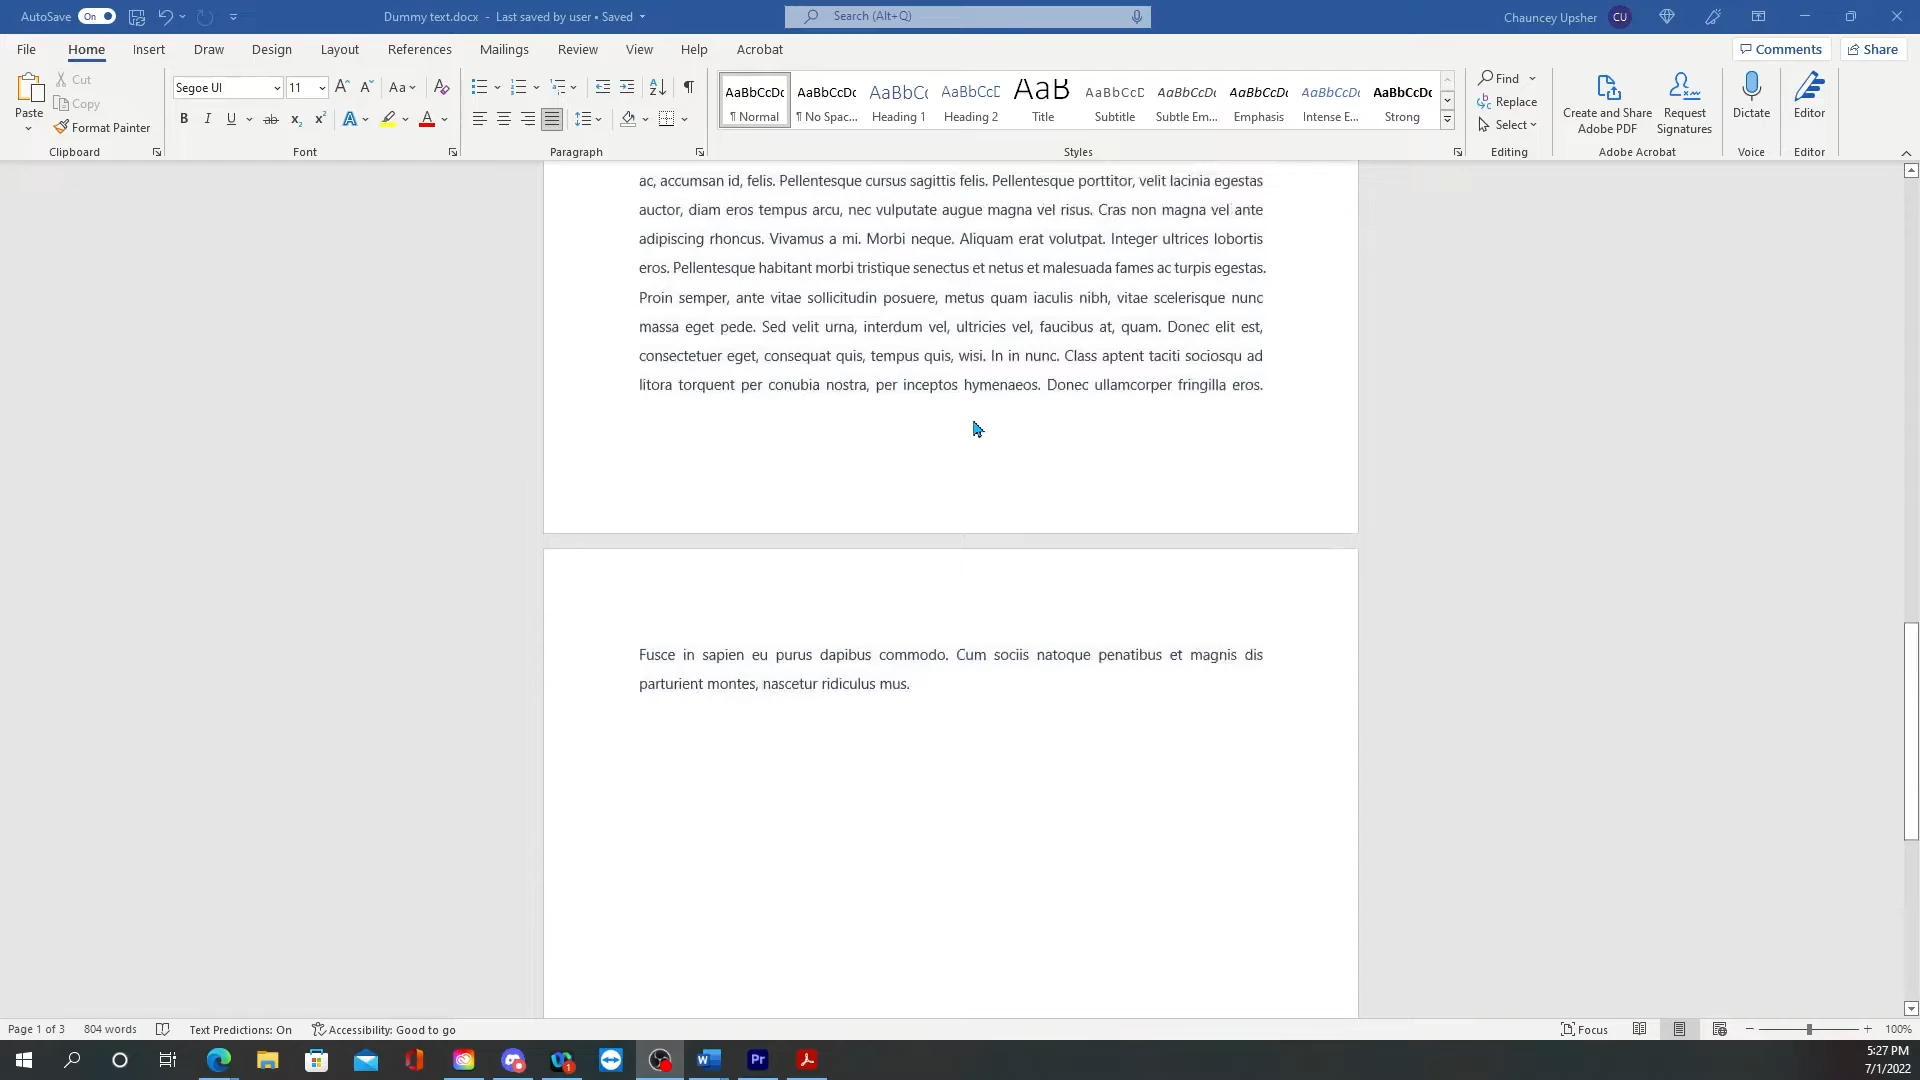 AutoSave On Dummy text.docx - Last saved by user • Saved Search (Alt+Q) Chauncey Upsher CU
File Home Insert Draw Design Layout References Mailings Review View Help Acrobat Comments Share
Paste Cut Copy Format Painter Clipboard
Segoe UI 11 Aa Font
Paragraph
AaBbCcDc ¶ Normal AaBbCcDc ¶ No Spac... AaBbCc Heading 1 AaBbCcD Heading 2 AaB Title AaBbCcD Subtitle AaBbCcDc Subtle Em... AaBbCcDc Emphasis AaBbCcDc Intense E... AaBbCcDc Strong Styles
Find Replace Select Editing
Create and Share Adobe PDF Request Signatures Adobe Acrobat
Dictate Voice
Editor Editor
ac, accumsan id, felis. Pellentesque cursus sagittis felis. Pellentesque porttitor, velit lacinia egestas
auctor, diam eros tempus arcu, nec vulputate augue magna vel risus. Cras non magna vel ante
adipiscing rhoncus. Vivamus a mi. Morbi neque. Aliquam erat volutpat. Integer ultrices lobortis
eros. Pellentesque habitant morbi tristique senectus et netus et malesuada fames ac turpis egestas.
Proin semper, ante vitae sollicitudin posuere, metus quam iaculis nibh, vitae scelerisque nunc
massa eget pede. Sed velit urna, interdum vel, ultricies vel, faucibus at, quam. Donec elit est,
consectetuer eget, consequat quis, tempus quis, wisi. In in nunc. Class aptent taciti sociosqu ad
litora torquent per conubia nostra, per inceptos hymenaeos. Donec ullamcorper fringilla eros.
Fusce in sapien eu purus dapibus commodo. Cum sociis natoque penatibus et magnis dis
parturient montes, nascetur ridiculus mus.
Page 1 of 3 804 words Text Predictions: On Accessibility: Good to go Focus 100%
5:27 PM
7/1/2022